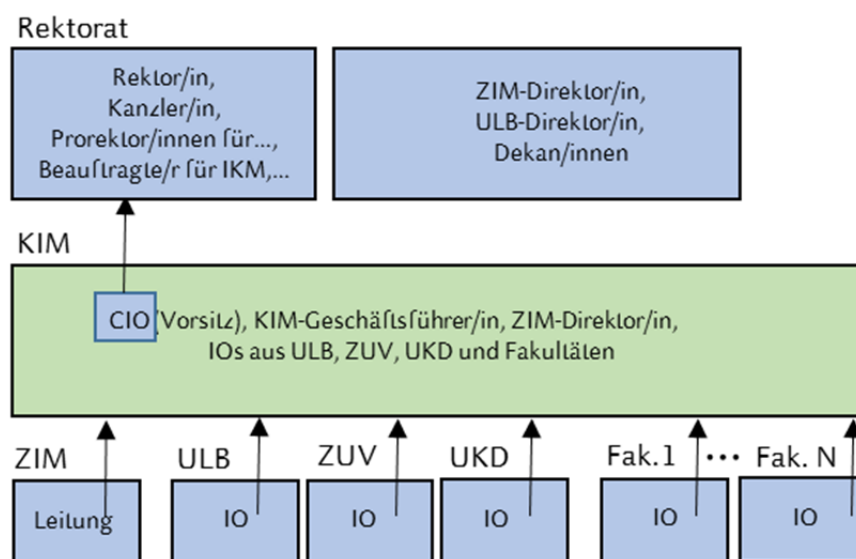 Rektorat
Rektor/in,
Kanzler/in,
Prorektor/innen für...,
Beauftragte/r für IKM,...
ZIM-Direktor/in,
ULB-Direktor/in,
Dekan/innen
KIM
CIO (Vorsitz), KIM-Geschäftsführer/in, ZIM-Direktor/in,
IOs aus ULB, ZUV, UKD und Fakultäten
ZIM ULB ZUV UKD Fak.1 ... Fak. N
Leitung IO IO IO IO IO